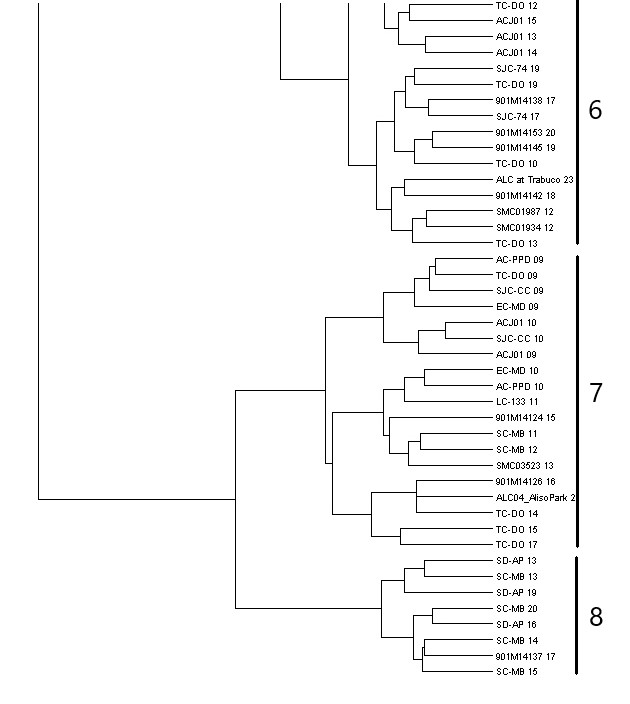 TC-DO 12
ACJ01 15
ACJ01 13
ACJ01 14
SJC-74 19
TC-DO 19
901M14138 17
SJC-74 17
901M14153 20
901M14145 19
TC-DO 10
ALC at Trabuco 23
901M14142 18
SMC01987 12
SMC01934 12
TC-DO 13
6
AC-PPD 09
TC-DO 09
SJC-CC 09
EC-MD 09
ACJ01 10
SJC-CC 10
ACJ01 09
EC-MD 10
AC-PPD 10
LC-133 11
901M14124 15
SC-MB 11
SC-MB 12
SMC03523 13
901M14126 16
ALC04_AlisoPark 2
TC-DO 14
TC-DO 15
TC-DO 17
7
SD-AP 13
SC-MB 13
SD-AP 19
SC-MB 20
SD-AP 16
SC-MB 14
901M14137 17
SC-MB 15
8